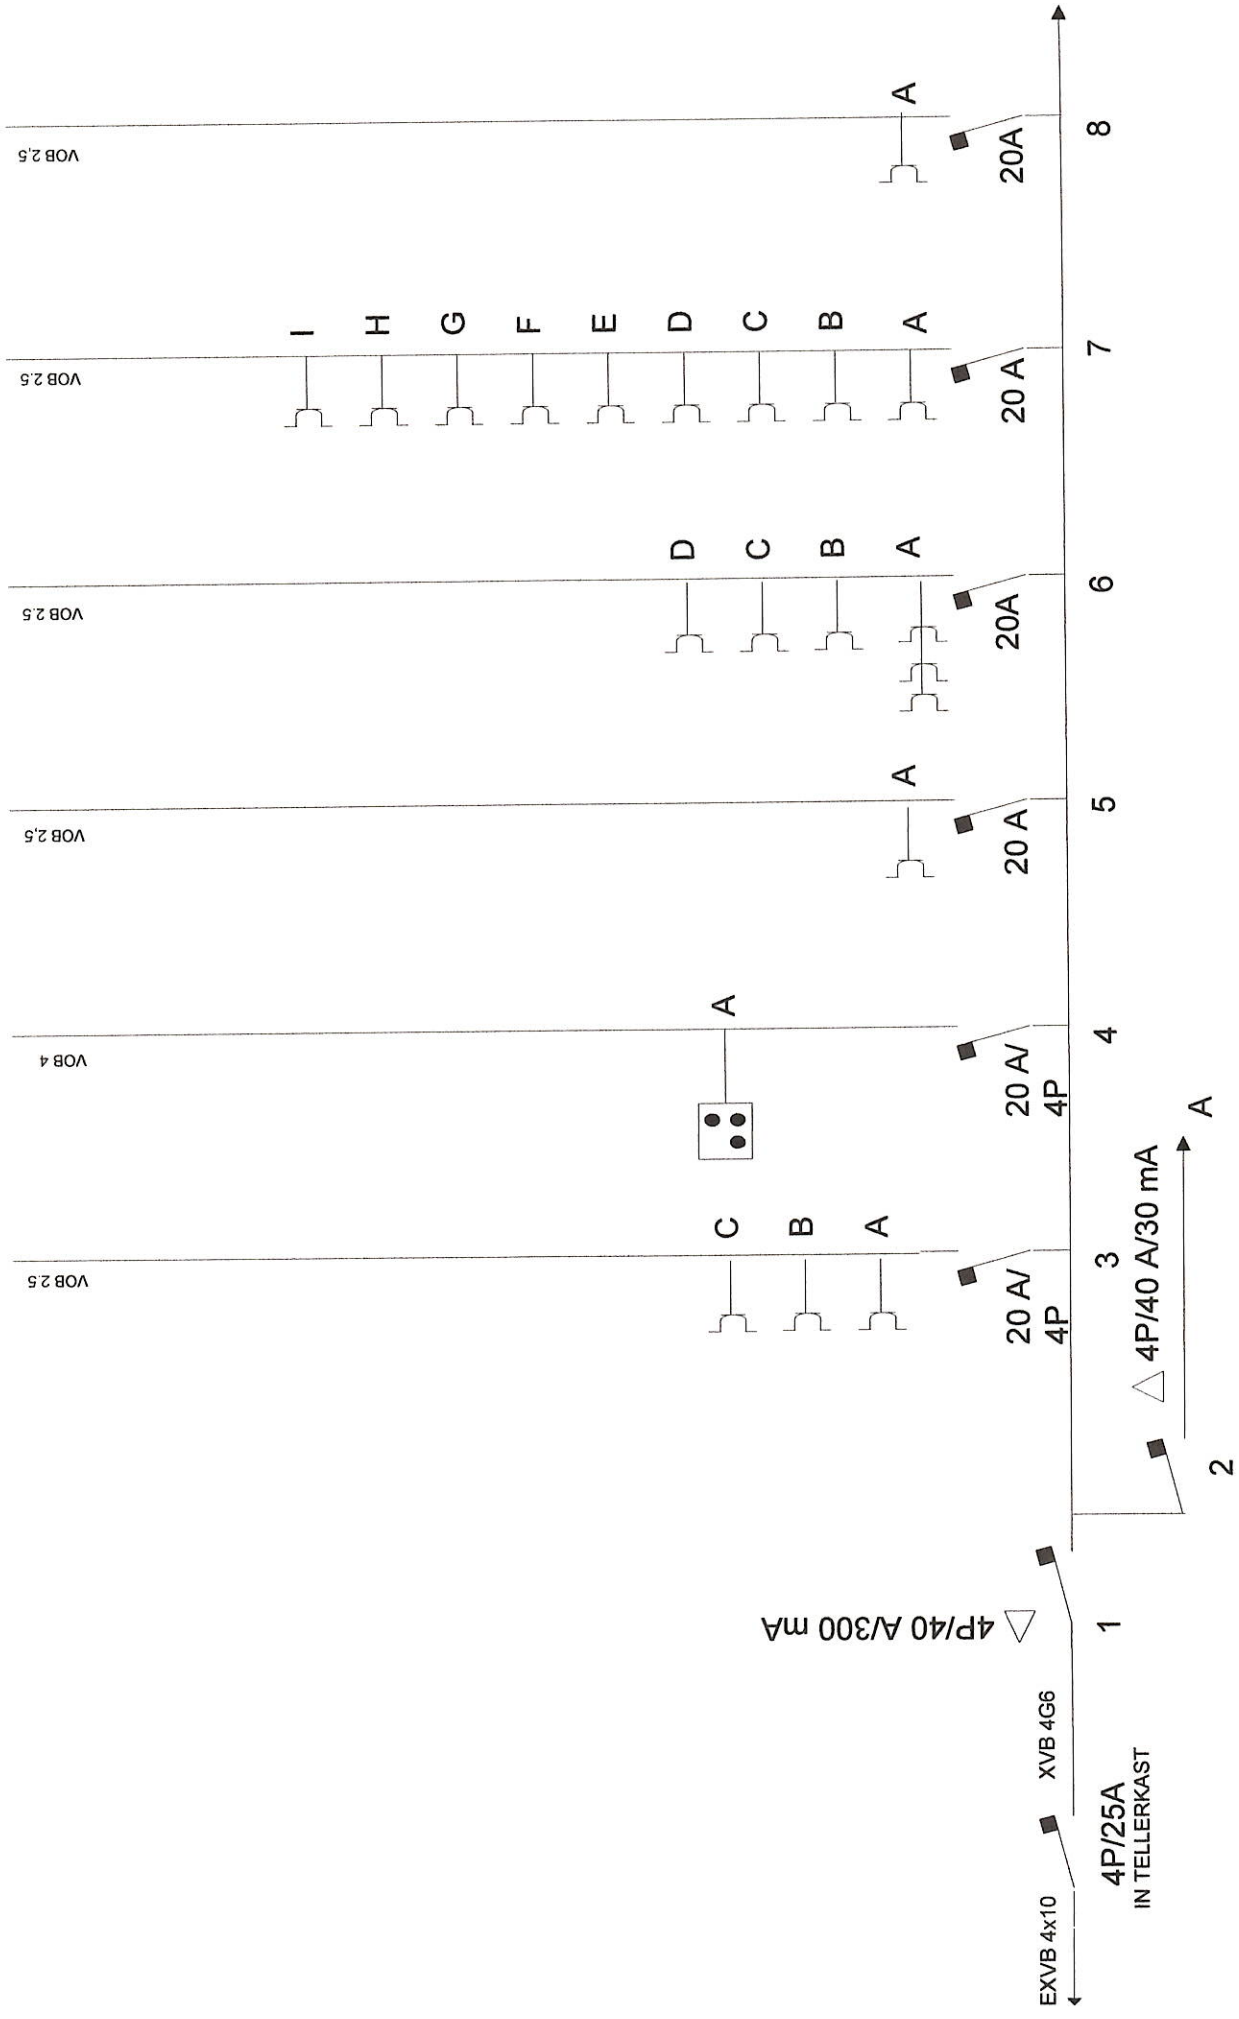 EXVB 4x10
4P/25A
IN TELLERKAST
XVB 4G6
4P/40 A/300 mA
1
2
4P/40 A/30 mA
A
VOB 2.5
C
B
A
20 A/
4P
3
VOB 4
A
20 A/
4P
4
VOB 2,5
A
20 A
5
VOB 2.5
D
C
B
A
20A
6
VOB 2.5
I
H
G
F
E
D
C
B
A
20 A
7
VOB 2,5
A
20A
8